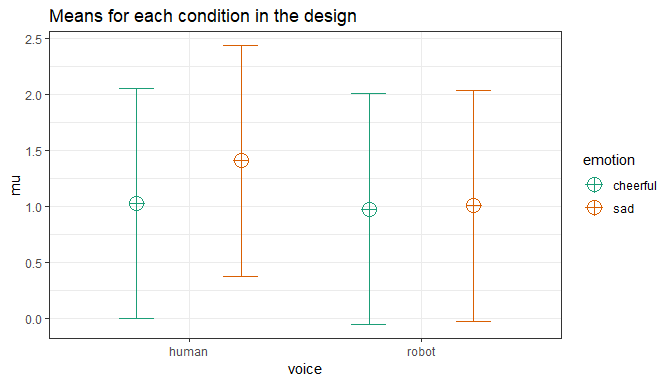 Means for each condition in the design
2.5
2.0
1.5
1.0
0.5
0.0
mu
human
robot
voice
emotion
cheerful
sad